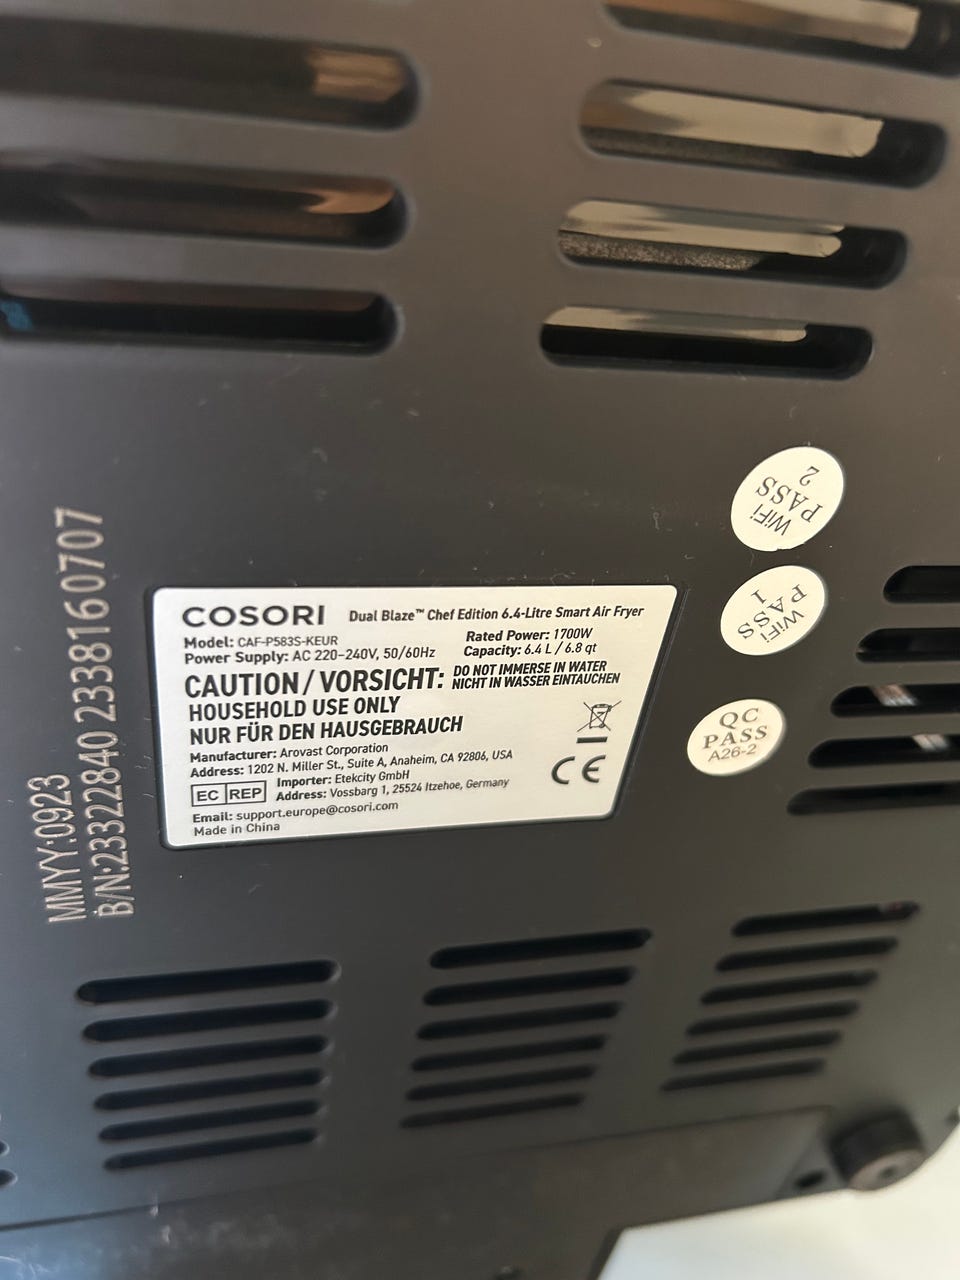 WiFi
PASS
2
WiFi
PASS
1
QC
PASS
A26-2
MMYY:0923
B/N:23322840 2338160707
COSORI Dual Blaze™ Chef Edition 6.4-Litre Smart Air Fryer
Model: CAF-P583S-KEUR Rated Power: 1700W
Power Supply: AC 220-240V, 50/60Hz Capacity: 6.4 L / 6.8 qt
CAUTION / VORSICHT: DO NOT IMMERSE IN WATER
NICHT IN WASSER EINTAUCHEN
HOUSEHOLD USE ONLY
NUR FÜR DEN HAUSGEBRAUCH
Manufacturer: Arovast Corporation
Address: 1202 N. Miller St., Suite A, Anaheim, CA 92806, USA
EC REP Importer: Etekcity GmbH
Address: Vossbarg 1, 25524 Itzehoe, Germany
Email: support.europe@cosori.com
Made in China
CE